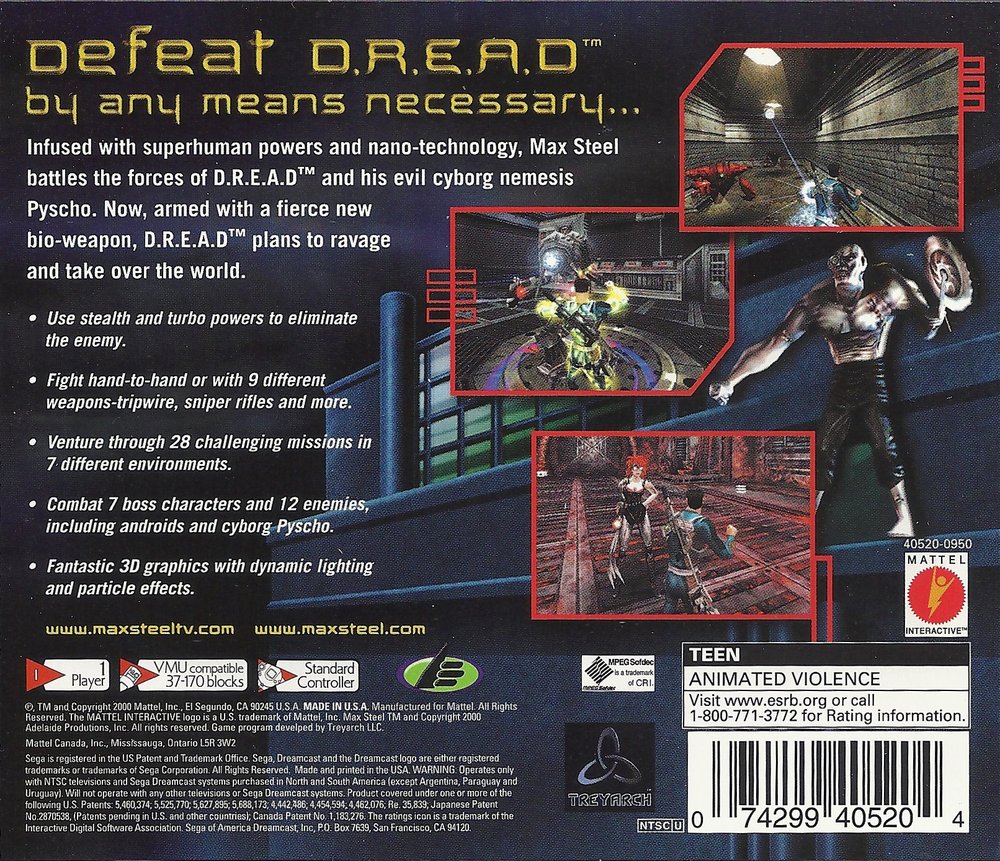 Defeat D.R.E.A.D™
by any means necessary...
Infused with superhuman powers and nano-technology, Max Steel
battles the forces of D.R.E.A.D™ and his evil cyborg nemesis
Pyscho. Now, armed with a fierce new
bio-weapon, D.R.E.A.D™ plans to ravage
and take over the world.
• Use stealth and turbo powers to eliminate
the enemy.
• Fight hand-to-hand or with 9 different
weapons-tripwire, sniper rifles and more.
• Venture through 28 challenging missions in
7 different environments.
• Combat 7 boss characters and 12 enemies,
including androids and cyborg Pyscho.
• Fantastic 3D graphics with dynamic lighting
and particle effects.
www.maxsteeltv.com www.maxsteel.com
40520-0950
MATTEL
INTERACTIVE™
1
Player
VMU compatible
37-170 blocks
Standard
Controller
MPEG Sofdec
is a trademark
of CRI.
MPEG Sofdec
TEEN
ANIMATED VIOLENCE
Visit www.esrb.org or call
1-800-771-3772 for Rating information.
©, TM and Copyright 2000 Mattel, Inc., El Segundo, CA 90245 U.S.A. MADE IN U.S.A. Manufactured for Mattel. All Rights
Reserved. The MATTEL INTERACTIVE logo is a U.S. trademark of Mattel, Inc. Max Steel TM and Copyright 2000
Adelaide Produtions, Inc. All rights reserved. Game program develped by Treyarch LLC.
Mattel Canada, Inc., Mississauga, Ontario L5R 3W2
Sega is registered in the US Patent and Trademark Office. Sega, Dreamcast and the Dreamcast logo are either registered
trademarks or trademarks of Sega Corporation. All Rights Reserved. Made and printed in the USA. WARNING: Operates only
with NTSC televisions and Sega Dreamcast systems purchased in North and South America (except Argentina, Paraguay and
Uruguay). Will not operate with any other televisions or Sega Dreamcast systems. Product covered under one or more of the
following U.S. Patents: 5,460,374; 5,525,770; 5,627,895; 5,688,173; 4,442,486; 4,454,594; 4,462,076; Re. 35,839; Japanese Patent
No.2870538, (Patents pending in U.S. and other countries); Canada Patent No. 1,183,276. The ratings icon is a trademark of the
Interactive Digital Software Association. Sega of America Dreamcast, Inc, P.O. Box 7639, San Francisco, CA 94120.
TREYARCH
NTSC U
0 74299 40520 4